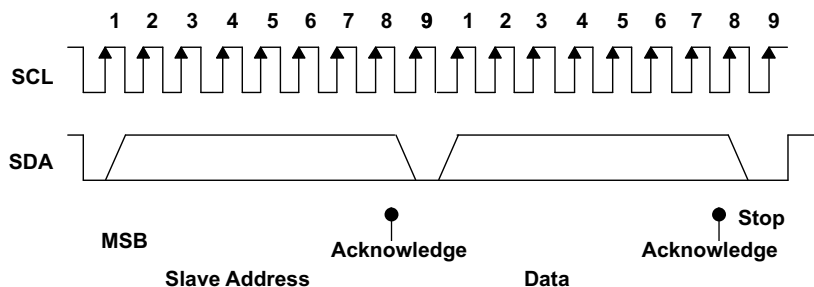 1 2 3 4 5 6 7 8 9 1 2 3 4 5 6 7 8 9
SCL
SDA
Stop
MSB
Acknowledge Acknowledge
Slave Address Data